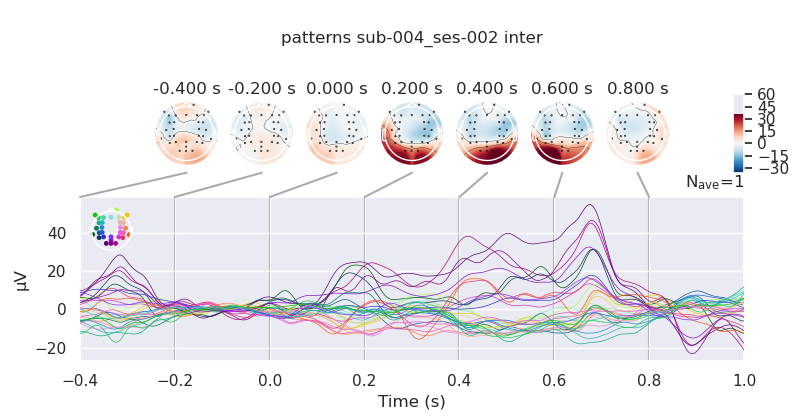 patterns sub-004_ses-002 inter
-0.400 s -0.200 s 0.000 s 0.200 s 0.400 s 0.600 s 0.800 s
60
45
30
15
0
−15
−30
Nave=1
40
20
0
−20
µV
−0.4 −0.2 0.0 0.2 0.4 0.6 0.8 1.0
Time (s)